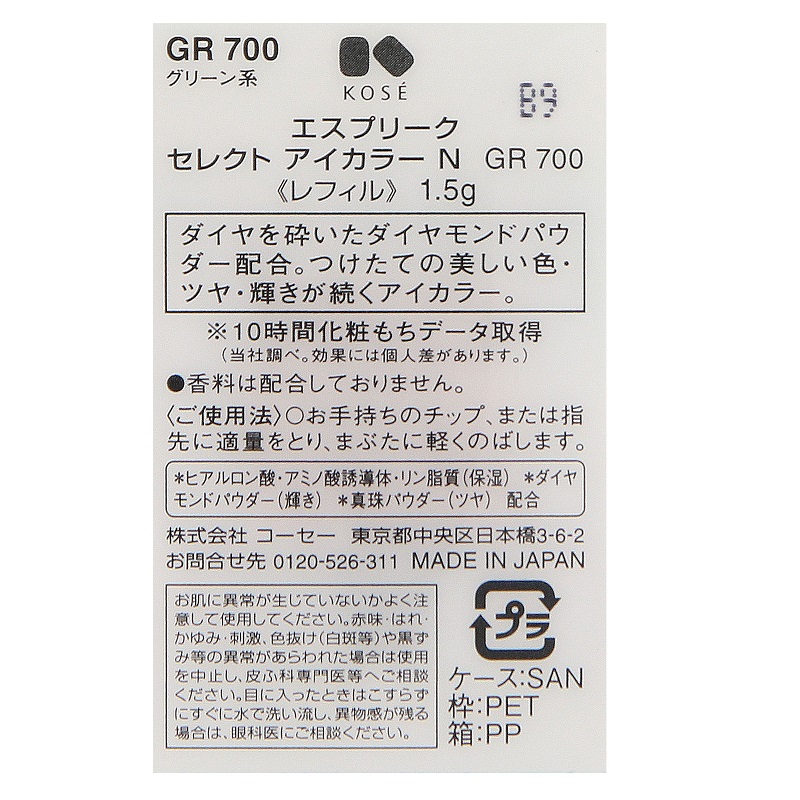 GR 700
グリーン系
KOSÉ
B9
エスプリーク
セレクト アイカラー N GR 700
《レフィル》 1.5g
ダイヤを砕いたダイヤモンドパウ
ダー配合。つけたての美しい色・
ツヤ・輝きが続くアイカラー。
※10時間化粧もちデータ取得
(当社調べ。効果には個人差があります。)
●香料は配合しておりません。
〈ご使用法〉○お手持ちのチップ、または指
先に適量をとり、まぶたに軽くのばします。
*ヒアルロン酸・アミノ酸誘導体・リン脂質(保湿) *ダイヤ
モンドパウダー(輝き) *真珠パウダー(ツヤ) 配合
株式会社 コーセー 東京都中央区日本橋3-6-2
お問合せ先 0120-526-311 MADE IN JAPAN
お肌に異常が生じていないかよく注
意して使用してください。赤味・はれ・
かゆみ・刺激、色抜け(白斑等)や黒ず
み等の異常があらわれた場合は使用
を中止し、皮ふ科専門医等へご相談
ください。目に入ったときはこすらず
にすぐに水で洗い流し、異物感が残る
場合は、眼科医にご相談ください。
プラ
ケース:SAN
枠:PET
箱:PP